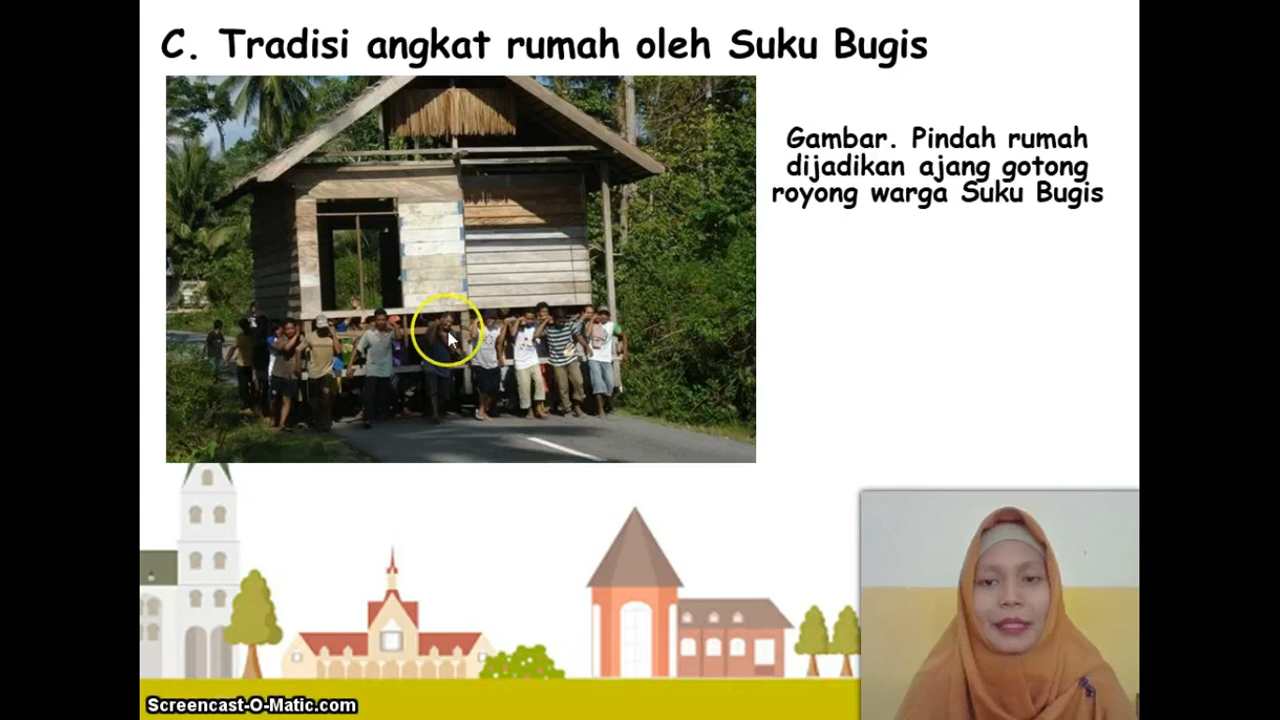 C. Tradisi angkat rumah oleh Suku Bugis
Gambar. Pindah rumah
dijadikan ajang gotong
royong warga Suku Bugis
Screencast-O-Matic.com